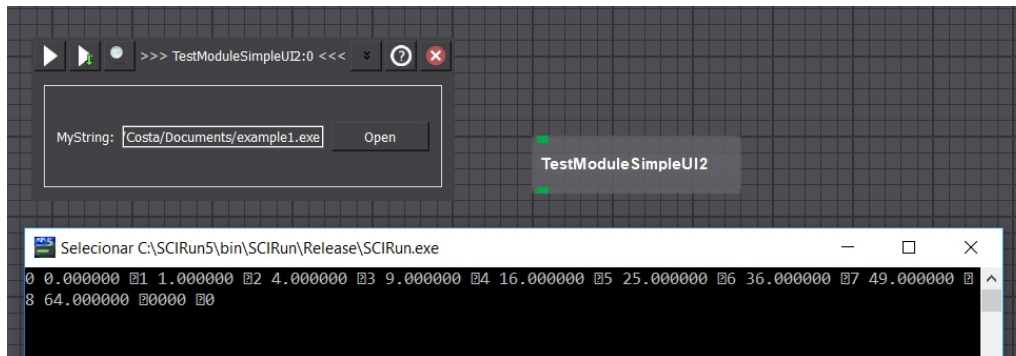 >>> TestModuleSimpleUI2:0 <<<
MyString: /Costa/Documents/example1.exe Open
TestModuleSimpleUI2
Selecionar C:\SCIRun5\bin\SCIRun\Release\SCIRun.exe
0 0.000000 ⍰1 1.000000 ⍰2 4.000000 ⍰3 9.000000 ⍰4 16.000000 ⍰5 25.000000 ⍰6 36.000000 ⍰7 49.000000 ⍰
8 64.000000 ⍰0000 ⍰0